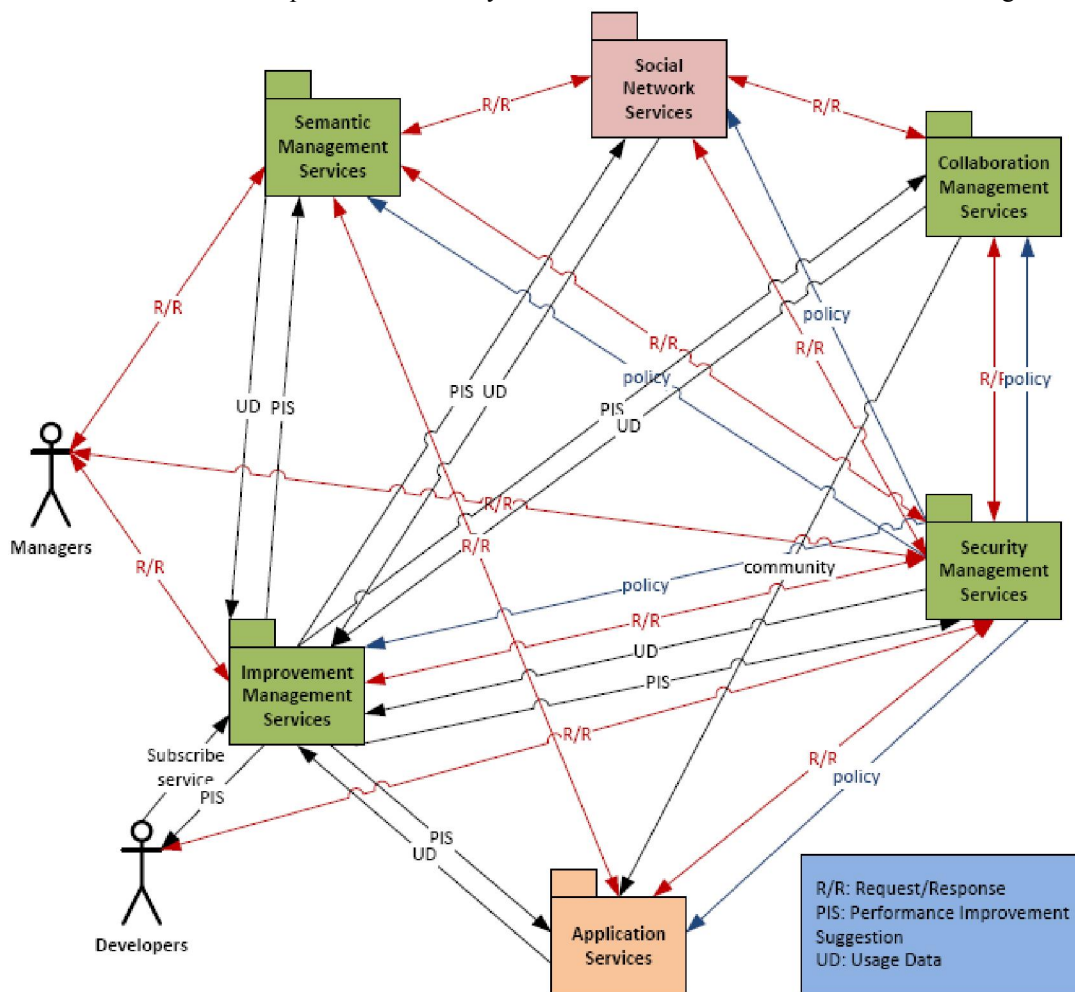 Social
Network
Services
R/R
R/R
Semantic
Management
Services
Collaboration
Management
Services
R/R
policy
R/R
R/R
policy
R/R
policy
PIS
UD
PIS
UD
UD
PIS
Managers
R/R
R/R
R/R
community
Security
Management
Services
policy
R/R
UD
PIS
Improvement
Management
Services
Subscribe
service
PIS
R/R
R/R
policy
PIS
UD
Developers
Application
Services
R/R: Request/Response
PIS: Performance Improvement
Suggestion
UD: Usage Data